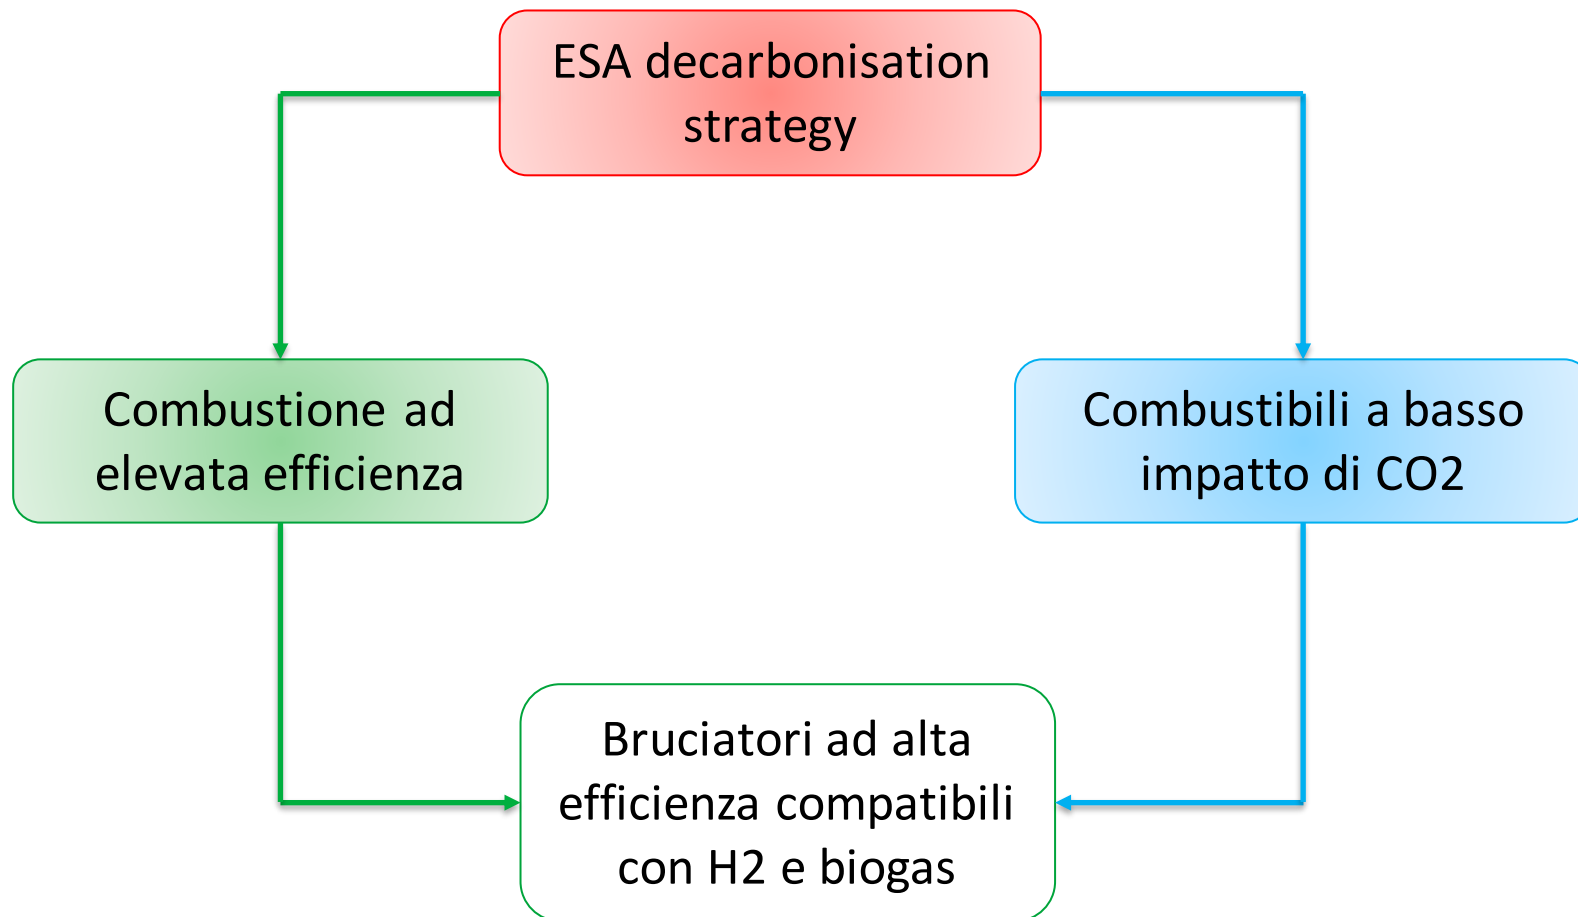 ESA decarbonisation
strategy
Combustione ad
elevata efficienza
Combustibili a basso
impatto di CO2
Bruciatori ad alta
efficienza compatibili
con H2 e biogas